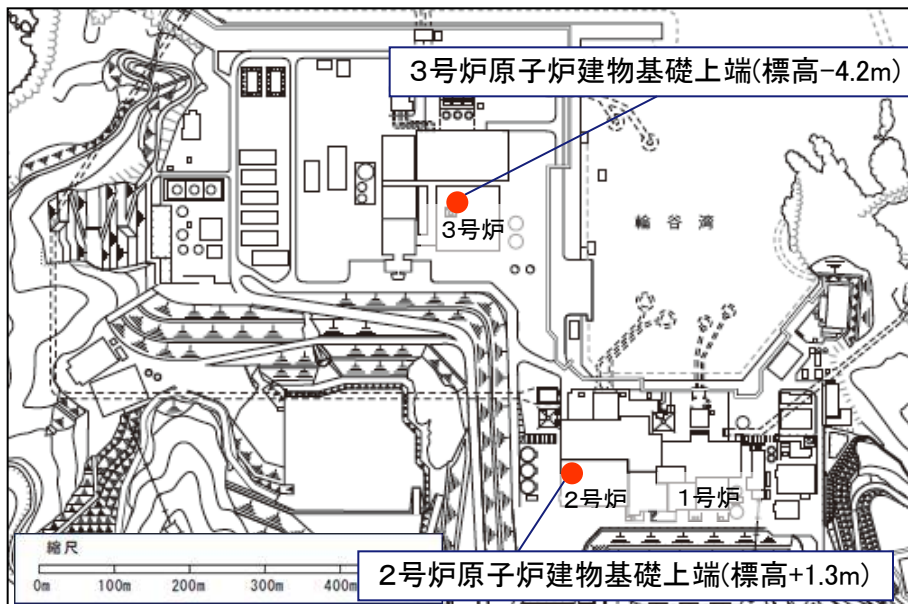 3号炉原子炉建物基礎上端(標高−4.2m)
3号炉
輪谷湾
2号炉
1号炉
縮尺
0m 100m 200m 300m 400m
2号炉原子炉建物基礎上端(標高+1.3m)